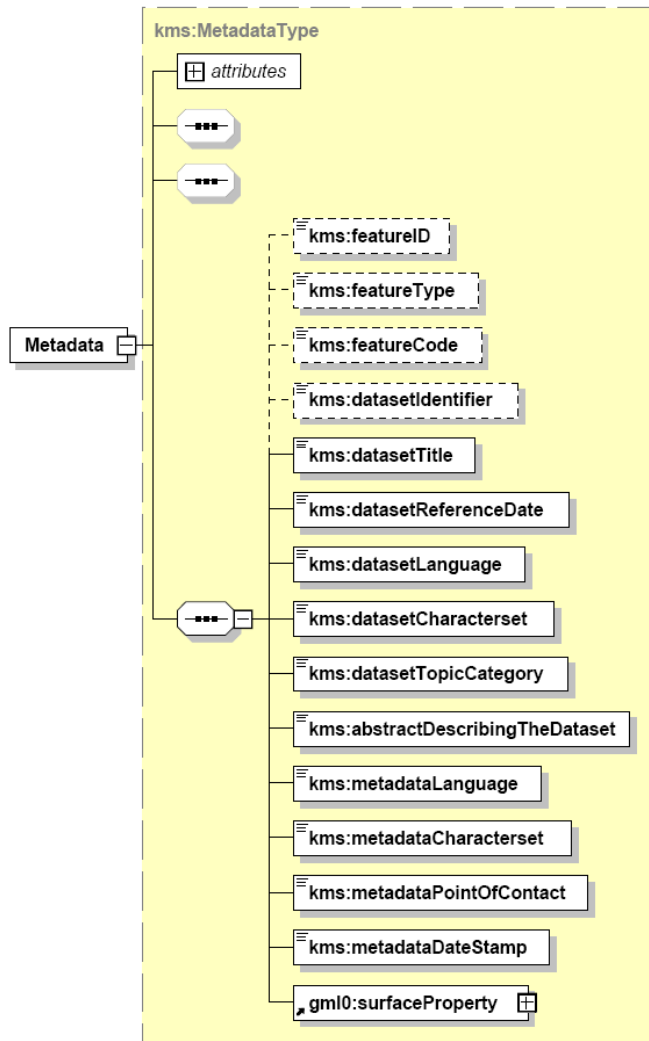 kms:MetadataType
attributes
kms:featureID
kms:featureType
kms:featureCode
Metadata
kms:datasetIdentifier
kms:datasetTitle
kms:datasetReferenceDate
kms:datasetLanguage
kms:datasetCharacterset
kms:datasetTopicCategory
kms:abstractDescribingTheDataset
kms:metadataLanguage
kms:metadataCharacterset
kms:metadataPointOfContact
kms:metadataDateStamp
gml0:surfaceProperty